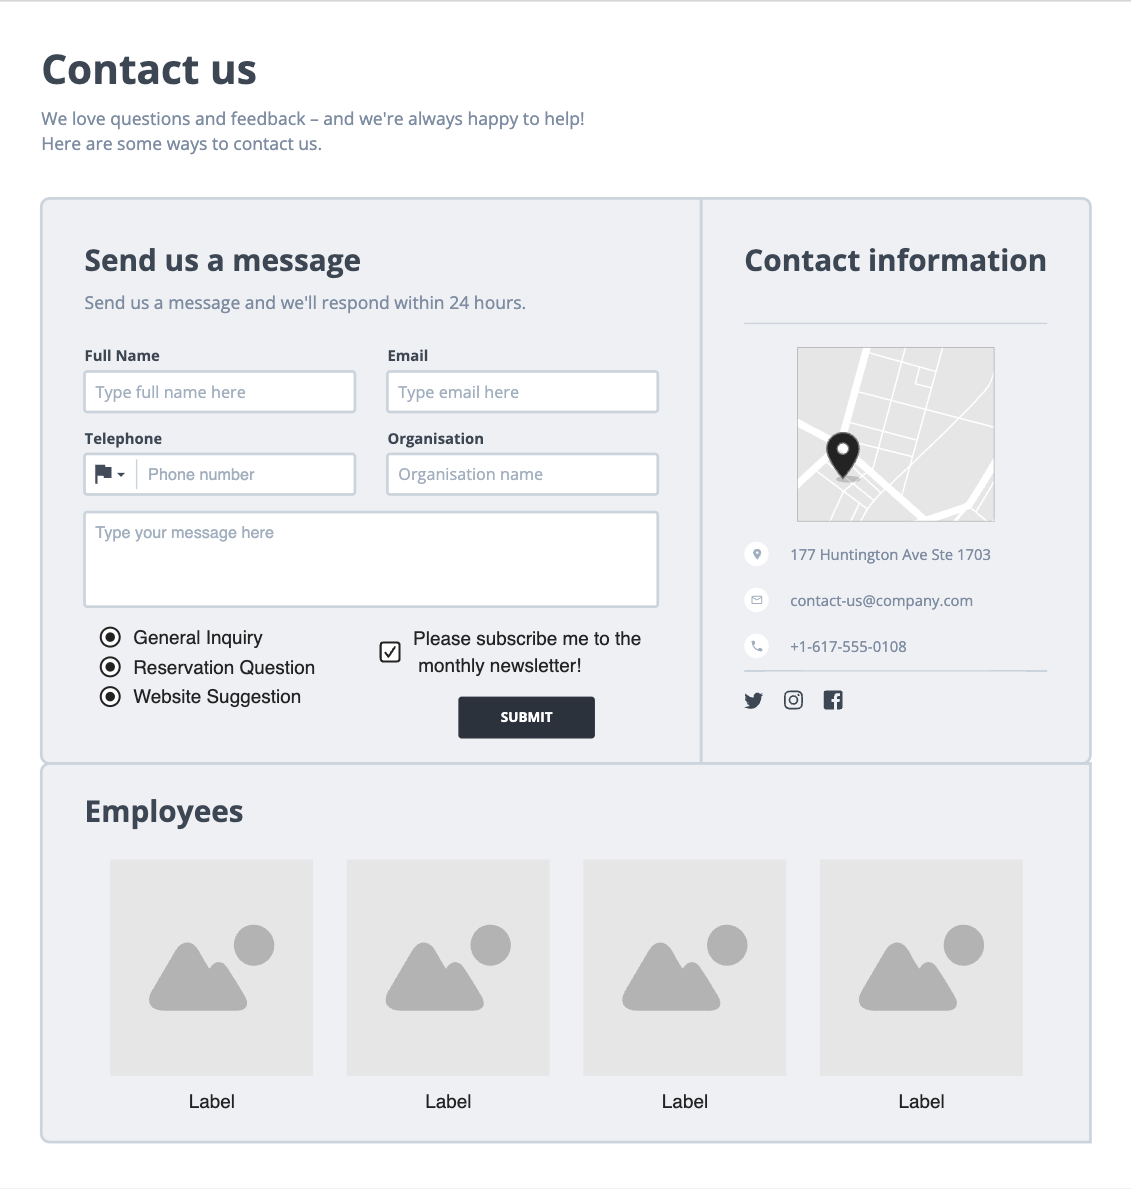 Contact us
We love questions and feedback – and we're always happy to help!
Here are some ways to contact us.
Send us a message
Send us a message and we'll respond within 24 hours.
Full Name
Email
Type full name here
Type email here
Telephone
Organisation
Phone number
Organisation name
Type your message here
General Inquiry
Reservation Question
Website Suggestion
Please subscribe me to the
monthly newsletter!
SUBMIT
Contact information
177 Huntington Ave Ste 1703
contact-us@company.com
+1-617-555-0108
Employees
Label
Label
Label
Label